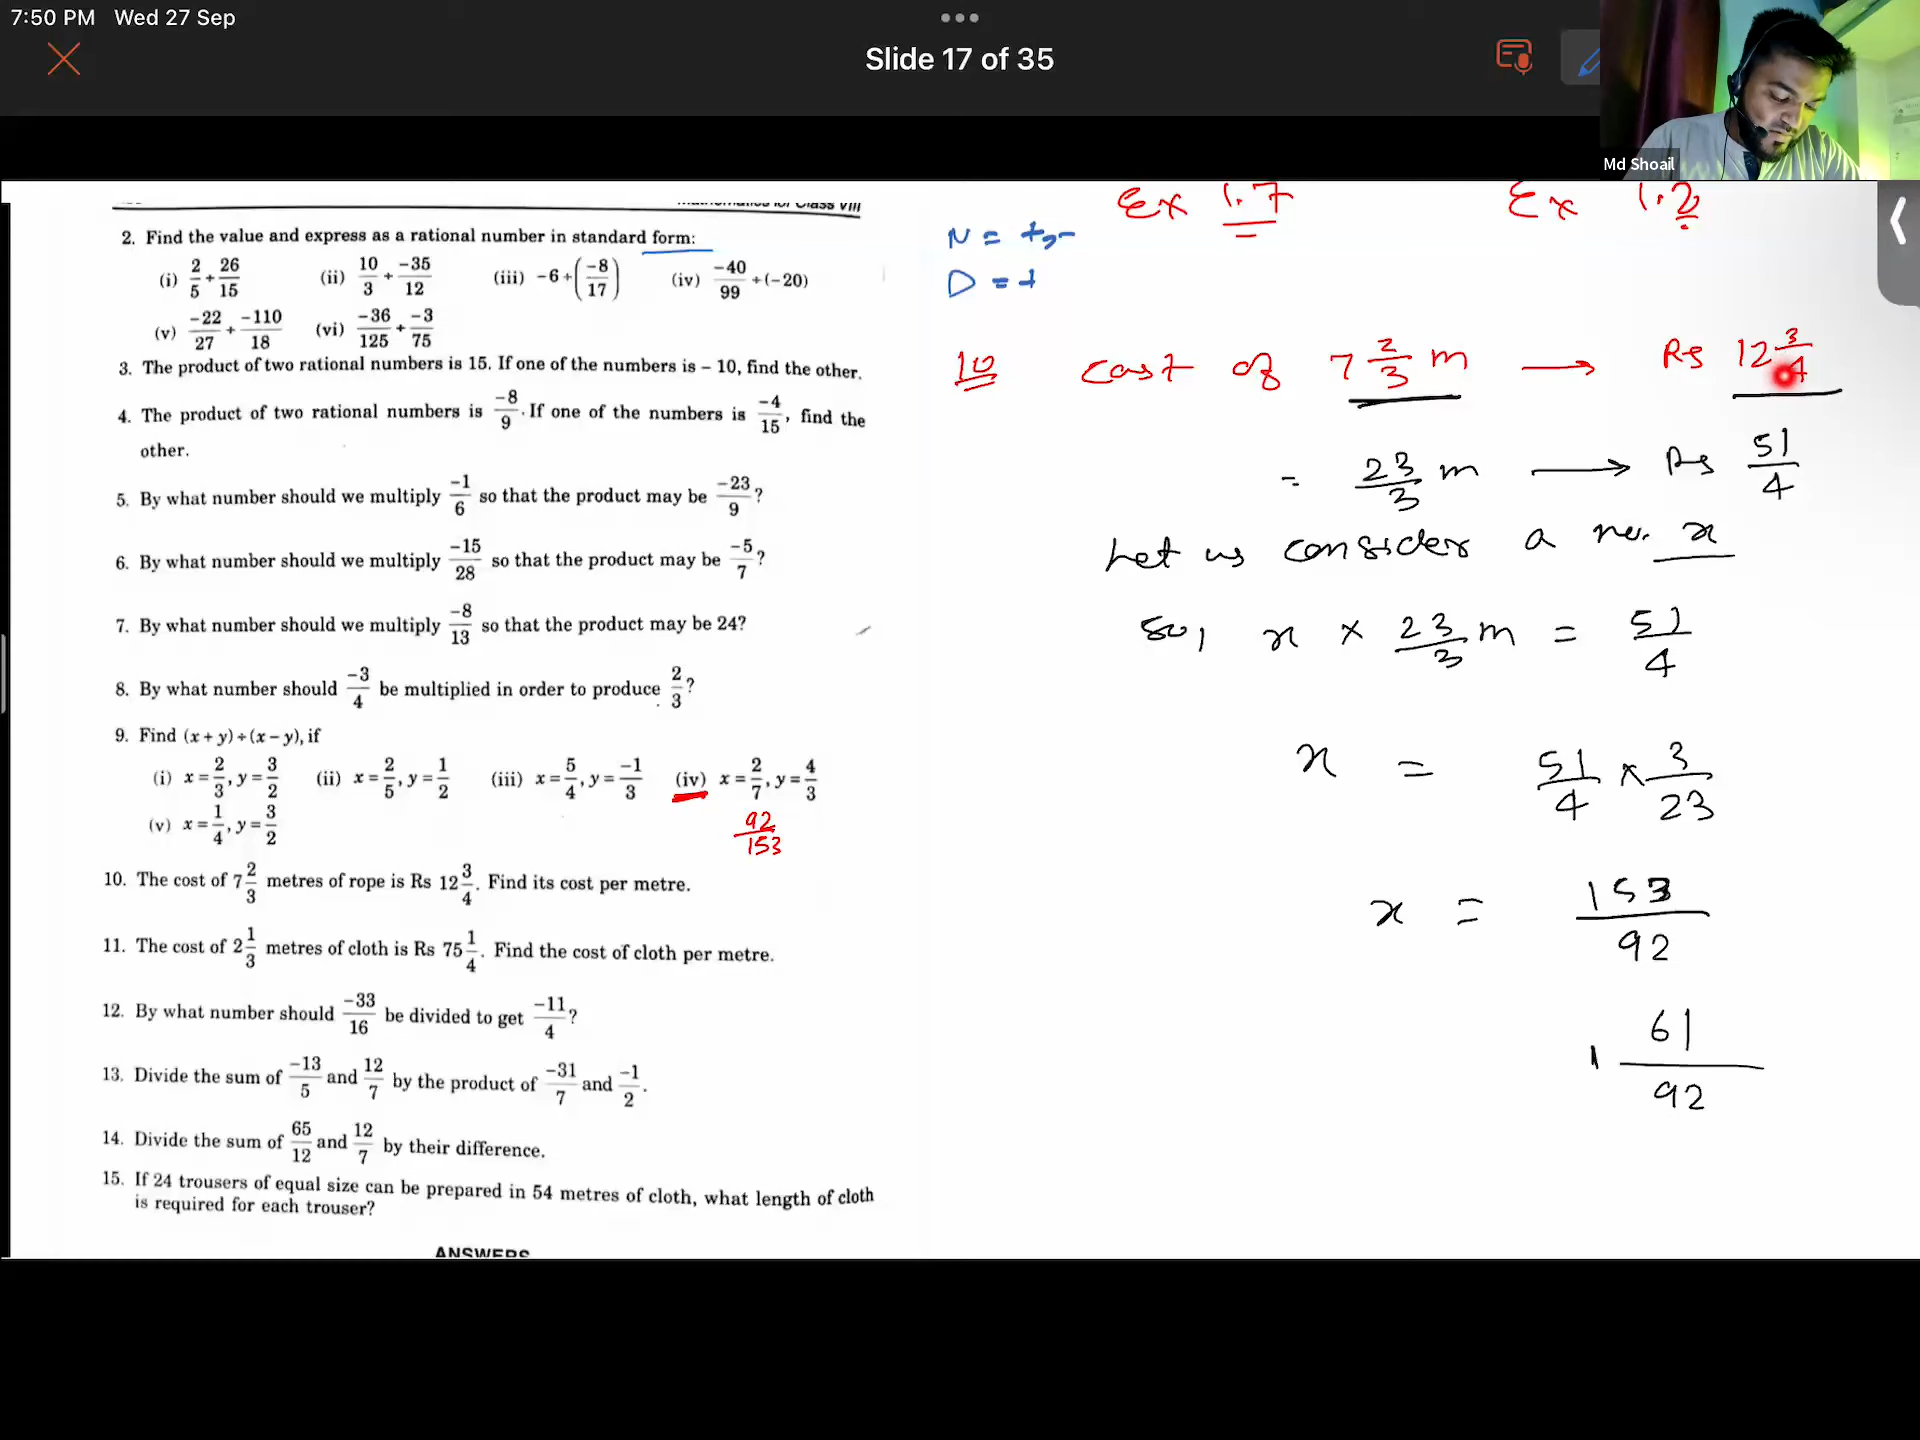 7:50 PM Wed 27 Sep
Slide 17 of 35
Md Shoail
Mathematics for Class VIII
2. Find the value and express as a rational number in standard form:
(i) 2/5 ÷ 26/15 (ii) 10/3 ÷ -35/12 (iii) -6 ÷ (-8/17) (iv) -40/99 ÷ (-20)
(v) -22/27 ÷ -110/18 (vi) -36/125 ÷ -3/75
3. The product of two rational numbers is 15. If one of the numbers is – 10, find the other.
4. The product of two rational numbers is -8/9. If one of the numbers is -4/15, find the
other.
5. By what number should we multiply -1/6 so that the product may be -23/9?
6. By what number should we multiply -15/28 so that the product may be -5/7?
7. By what number should we multiply -8/13 so that the product may be 24?
8. By what number should -3/4 be multiplied in order to produce 2/3?
9. Find (x + y) ÷ (x – y), if
(i) x = 2/3, y = 3/2 (ii) x = 2/5, y = 1/2 (iii) x = 5/4, y = -1/3 (iv) x = 2/7, y = 4/3
(v) x = 1/4, y = 3/2
92/153
10. The cost of 7 2/3 metres of rope is Rs 12 3/4. Find its cost per metre.
11. The cost of 2 1/3 metres of cloth is Rs 75 1/4. Find the cost of cloth per metre.
12. By what number should -33/16 be divided to get -11/4?
13. Divide the sum of -13/5 and 12/7 by the product of -31/7 and -1/2.
14. Divide the sum of 65/12 and 12/7 by their difference.
15. If 24 trousers of equal size can be prepared in 54 metres of cloth, what length of cloth
is required for each trouser?
ANSWERS
Ex 1.7 Ex 1.2
N = +, -
D = +
10 Cost of 7 2/3 m → Rs 12 3/4
= 23/3 m → Rs 51/4
Let us consider a no. x
So, x × 23/3 m = 51/4
x = 51/4 × 3/23
x = 153/92
1 61/92